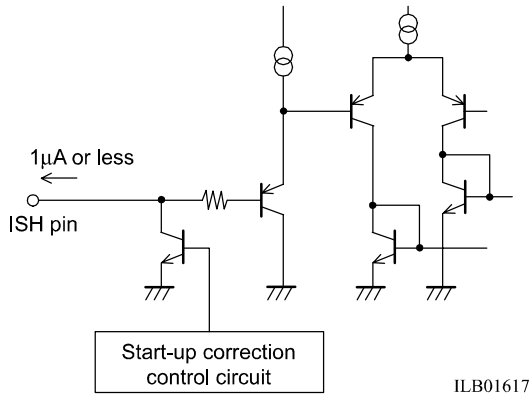 1μA or less
ISH pin
Start-up correction
control circuit
ILB01617